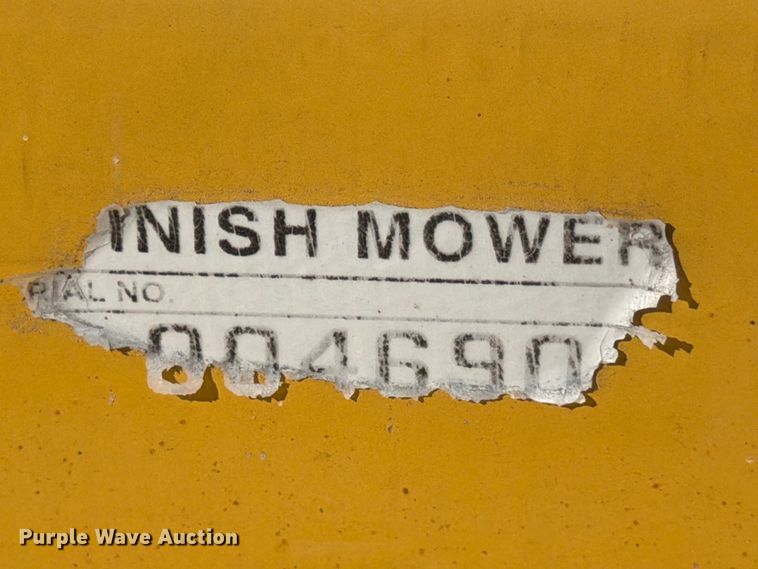 INISH MOWER
RIAL NO.
004690
Purple Wave Auction